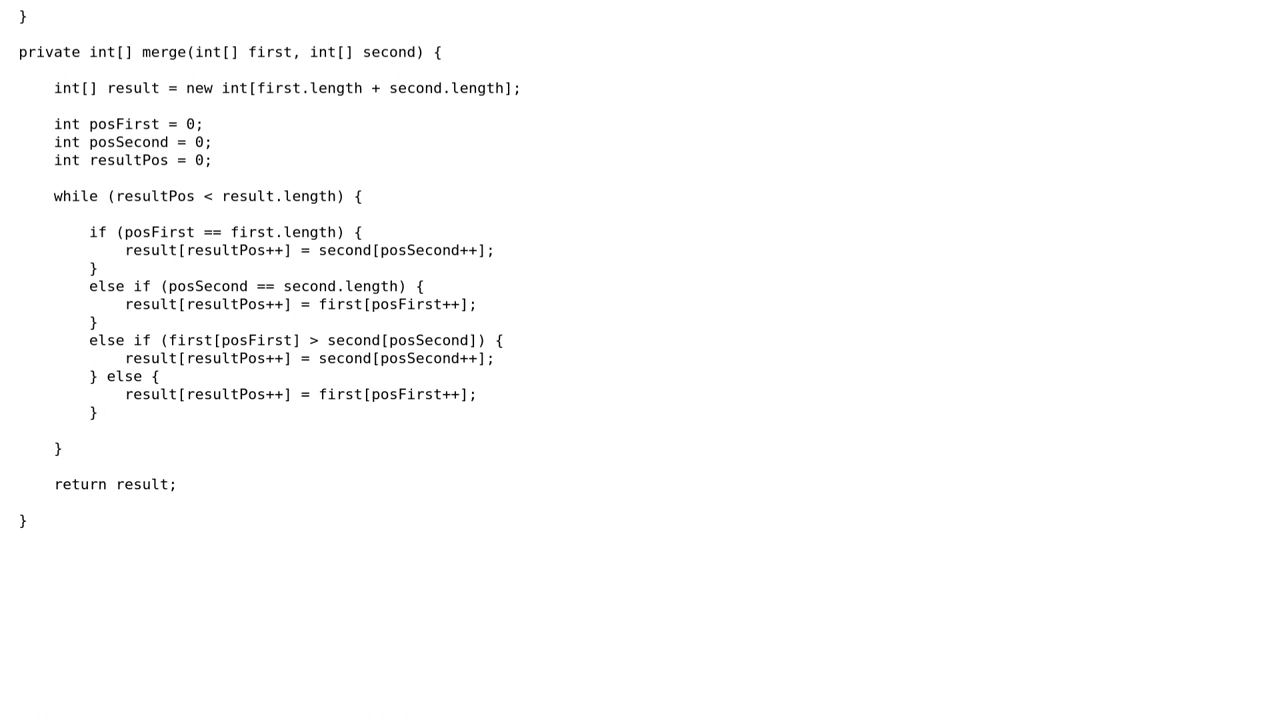 }
private int[] merge(int[] first, int[] second) {
int[] result = new int[first.length + second.length];
int posFirst = 0;
int posSecond = 0;
int resultPos = 0;
while (resultPos < result.length) {
if (posFirst == first.length) {
result[resultPos++] = second[posSecond++];
}
else if (posSecond == second.length) {
result[resultPos++] = first[posFirst++];
}
else if (first[posFirst] > second[posSecond]) {
result[resultPos++] = second[posSecond++];
} else {
result[resultPos++] = first[posFirst++];
}
}
return result;
}